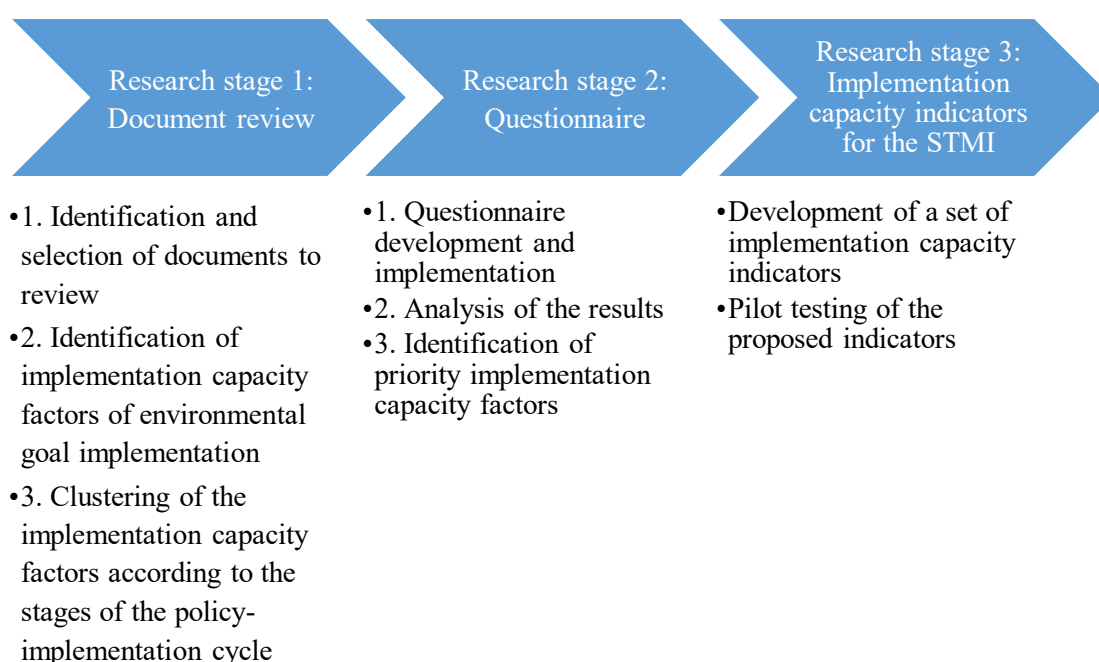 Research stage 1:
Document review
Research stage 2:
Questionnaire
Research stage 3:
Implementation
capacity indicators
for the STMI
•1. Identification and
selection of documents to
review
•2. Identification of
implementation capacity
factors of environmental
goal implementation
•3. Clustering of the
implementation capacity
factors according to the
stages of the policy-
implementation cycle
•1. Questionnaire
development and
implementation
•2. Analysis of the results
•3. Identification of
priority implementation
capacity factors
•Development of a set of
implementation capacity
indicators
•Pilot testing of the
proposed indicators